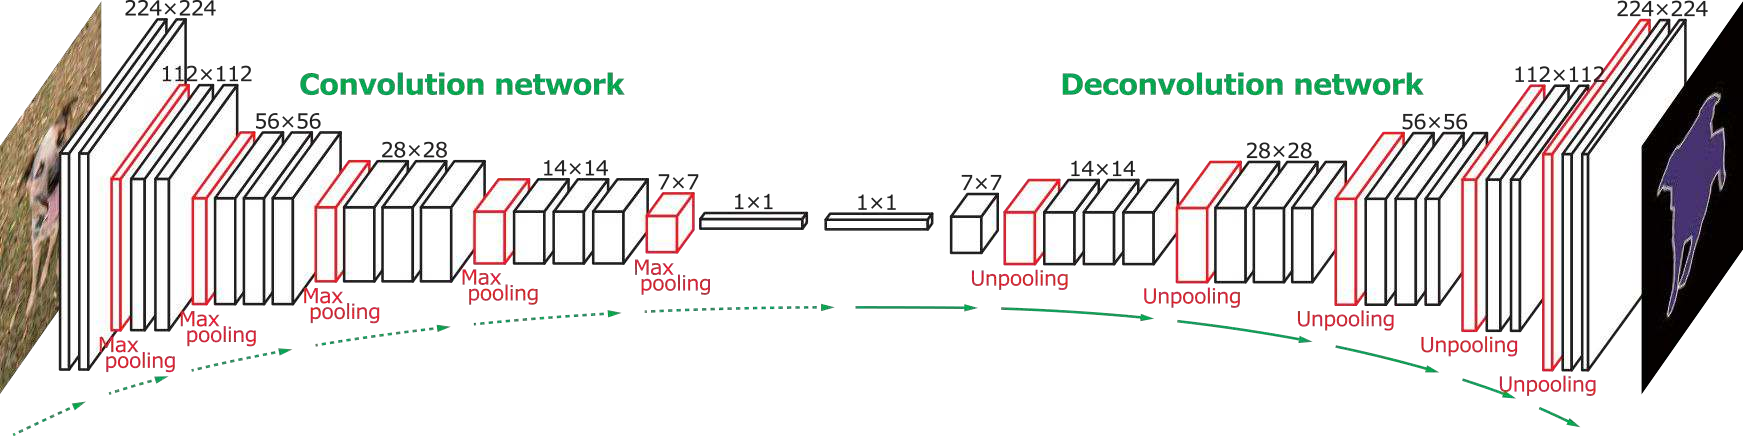 224×224
112×112
Convolution network
56×56
28×28
14×14
7×7
1×1
1×1
7×7
14×14
28×28
Deconvolution network
56×56
112×112
224×224
Max
pooling
Max
pooling
Max
pooling
Max
pooling
Max
pooling
Unpooling
Unpooling
Unpooling
Unpooling
Unpooling